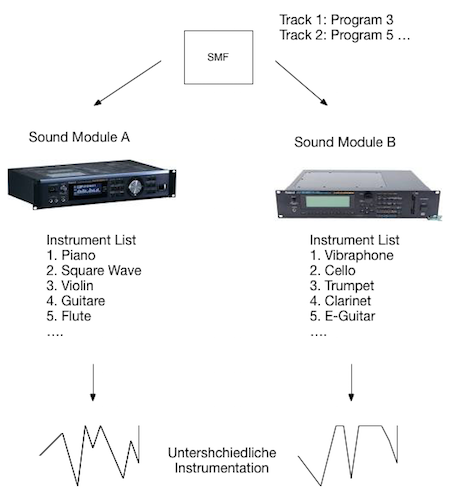 Track 1: Program 3
Track 2: Program 5 ...
SMF
Sound Module A
Sound Module B
Instrument List
1. Piano
2. Square Wave
3. Violin
4. Guitare
5. Flute
....
Instrument List
1. Vibraphone
2. Cello
3. Trumpet
4. Clarinet
5. E-Guitar
....
Untershchiedliche
Instrumentation